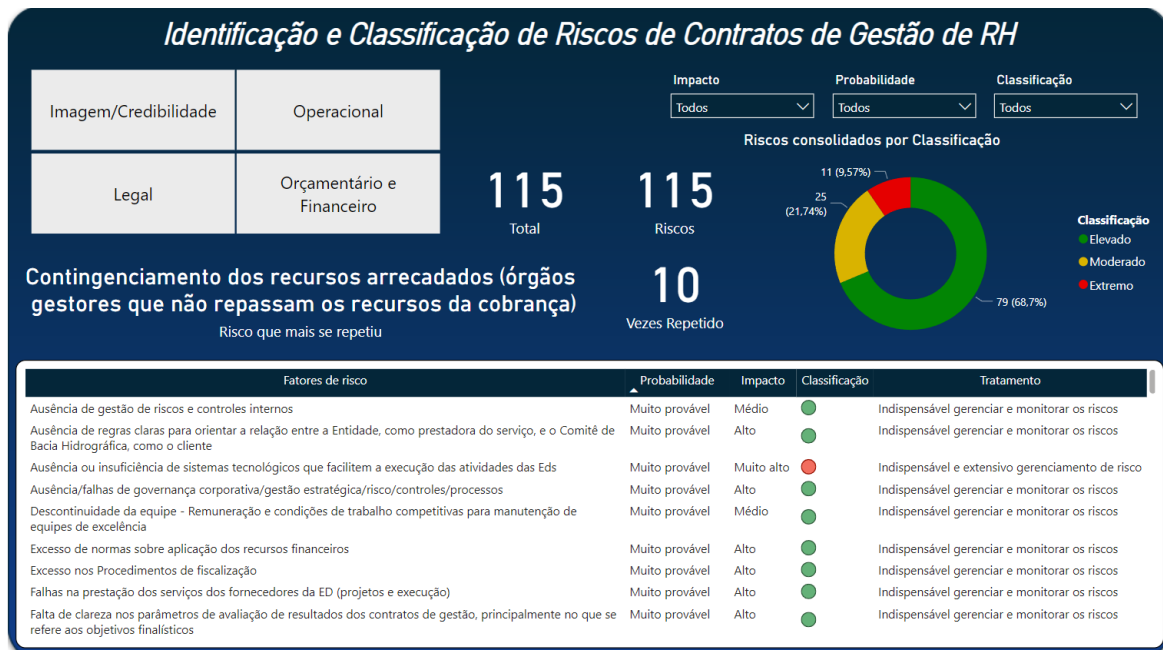 Identificação e Classificação de Riscos de Contratos de Gestão de RH
Imagem/Credibilidade
Operacional
Legal
Orçamentário e
Financeiro
Impacto
Todos
Probabilidade
Todos
Classificação
Todos
115
Total
115
Riscos
Riscos consolidados por Classificação
11 (9,57%)
25
(21,74%)
79 (68,7%)
Classificação
Elevado
Moderado
Extremo
Contingenciamento dos recursos arrecadados (órgãos
gestores que não repassam os recursos da cobrança)
Risco que mais se repetiu
10
Vezes Repetido
Fatores de risco Probabilidade Impacto Classificação Tratamento
Ausência de gestão de riscos e controles internos Muito provável Médio Indispensável gerenciar e monitorar os riscos
Ausência de regras claras para orientar a relação entre a Entidade, como prestadora do serviço, e o Comitê de Muito provável Alto Indispensável gerenciar e monitorar os riscos
Bacia Hidrográfica, como o cliente
Ausência ou insuficiência de sistemas tecnológicos que facilitem a execução das atividades das Eds Muito provável Muito alto Indispensável e extensivo gerenciamento de risco
Ausência/falhas de governança corporativa/gestão estratégica/risco/controles/processos Muito provável Alto Indispensável gerenciar e monitorar os riscos
Descontinuidade da equipe - Remuneração e condições de trabalho competitivas para manutenção de Muito provável Médio Indispensável gerenciar e monitorar os riscos
equipes de excelência
Excesso de normas sobre aplicação dos recursos financeiros Muito provável Alto Indispensável gerenciar e monitorar os riscos
Excesso nos Procedimentos de fiscalização Muito provável Alto Indispensável gerenciar e monitorar os riscos
Falhas na prestação dos serviços dos fornecedores da ED (projetos e execução) Muito provável Alto Indispensável gerenciar e monitorar os riscos
Falta de clareza nos parâmetros de avaliação de resultados dos contratos de gestão, principalmente no que se Muito provável Alto Indispensável gerenciar e monitorar os riscos
refere aos objetivos finalísticos